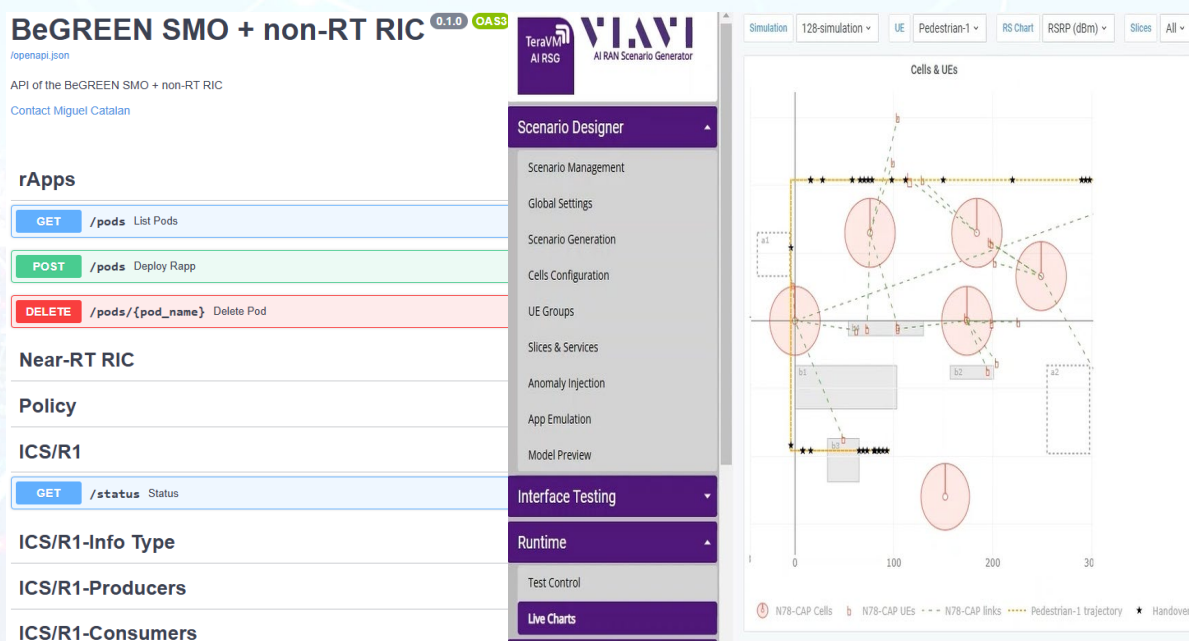 BeGREEN SMO + non-RT RIC 0.1.0 OAS3
/openapi.json
API of the BeGREEN SMO + non-RT RIC
Contact Miguel Catalan
rApps
GET /pods List Pods
POST /pods Deploy Rapp
DELETE /pods/{pod_name} Delete Pod
Near-RT RIC
Policy
ICS/R1
GET /status Status
ICS/R1-Info Type
ICS/R1-Producers
ICS/R1-Consumers
TeraVM
AI RSG
VIAVI
AI RAN Scenario Generator
Scenario Designer
Scenario Management
Global Settings
Scenario Generation
Cells Configuration
UE Groups
Slices & Services
Anomaly Injection
App Emulation
Model Preview
Interface Testing
Runtime
Test Control
Live Charts
Simulation 128-simulation UE Pedestrian-1 RS Chart RSRP (dBm) Slices All
Cells & UEs
a1
b1 b2 a2
b3
0 100 200 30
N78-CAP Cells b N78-CAP UEs N78-CAP links Pedestrian-1 trajectory Handover